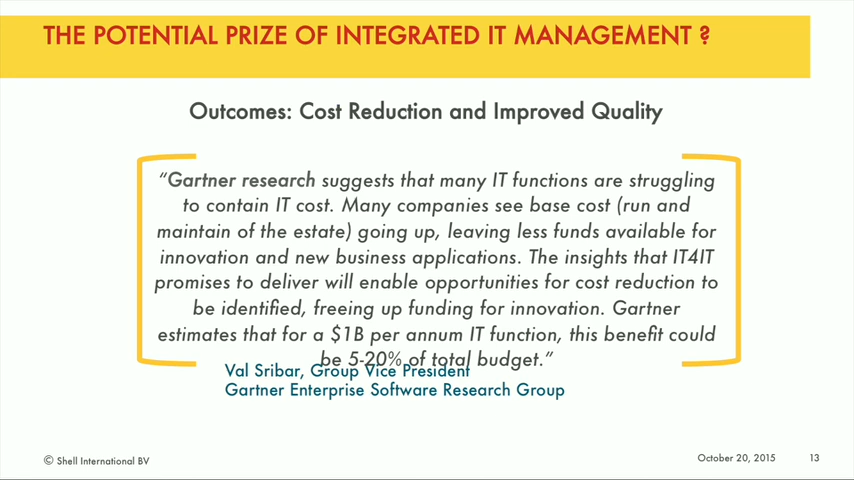 THE POTENTIAL PRIZE OF INTEGRATED IT MANAGEMENT ?
Outcomes: Cost Reduction and Improved Quality
“Gartner research suggests that many IT functions are struggling
to contain IT cost. Many companies see base cost (run and
maintain of the estate) going up, leaving less funds available for
innovation and new business applications. The insights that IT4IT
promises to deliver will enable opportunities for cost reduction to
be identified, freeing up funding for innovation. Gartner
estimates that for a $1B per annum IT function, this benefit could
be 5-20% of total budget.”
Val Sribar, Group Vice President
Gartner Enterprise Software Research Group
© Shell International BV
October 20, 2015
13